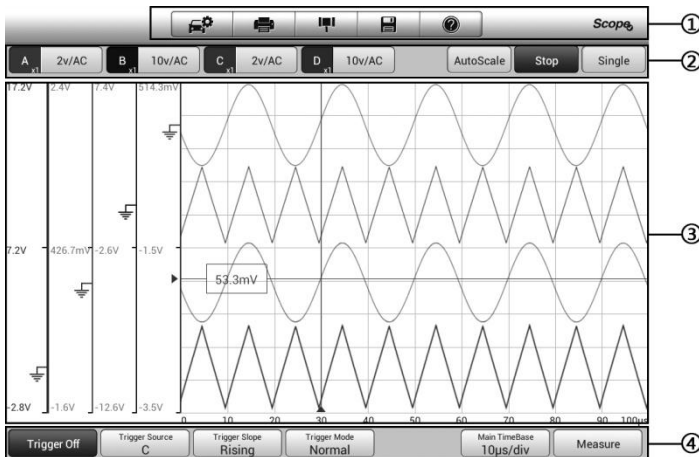 Scope ①
A x1 2v/AC B x1 10v/AC C x1 2v/AC D x1 10v/AC AutoScale Stop Single ②
17.2V 2.4V 7.4V 514.3mV
③
7.2V 426.7mV -2.6V -1.5V
53.3mV
-2.8V -1.6V -12.6V -3.5V 0 10 20 30 40 50 60 70 80 90 100μs
Trigger Off Trigger Source Trigger Slope Trigger Mode Main TimeBase Measure ④
C Rising Normal 10μs/div